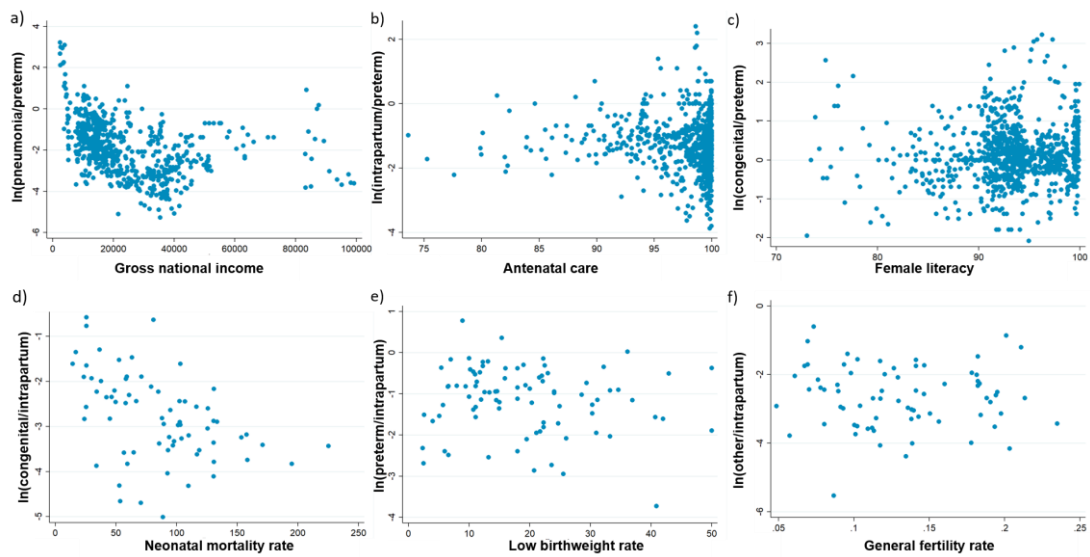 a)
ln(pneumonia/preterm)
4
2
0
-2
-4
-6
0 20000 40000 60000 80000 100000
Gross national income
b)
ln(intrapartum/preterm)
2
0
-2
-4
75 80 85 90 95 100
Antenatal care
c)
ln(congenital/preterm)
3
2
1
0
-1
-2
70 80 90 100
Female literacy
d)
ln(congenital/intrapartum)
-1
-2
-3
-4
-5
0 50 100 150 200 250
Neonatal mortality rate
e)
ln(preterm/intrapartum)
1
0
-1
-2
-3
-4
0 10 20 30 40 50
Low birthweight rate
f)
ln(other/intrapartum)
0
-2
-4
-6
.05 .1 .15 .2 .25
General fertility rate